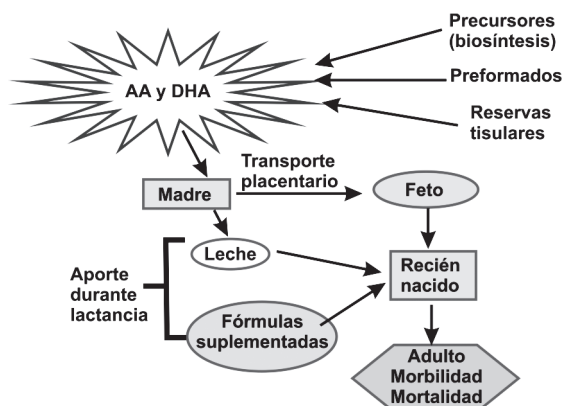 Precursores
(biosíntesis)
Preformados
AA y DHA
Reservas
tisulares
Transporte
placentario
Madre
Feto
Leche
Recién
nacido
Aporte
durante
lactancia
Fórmulas
suplementadas
Adulto
Morbilidad
Mortalidad